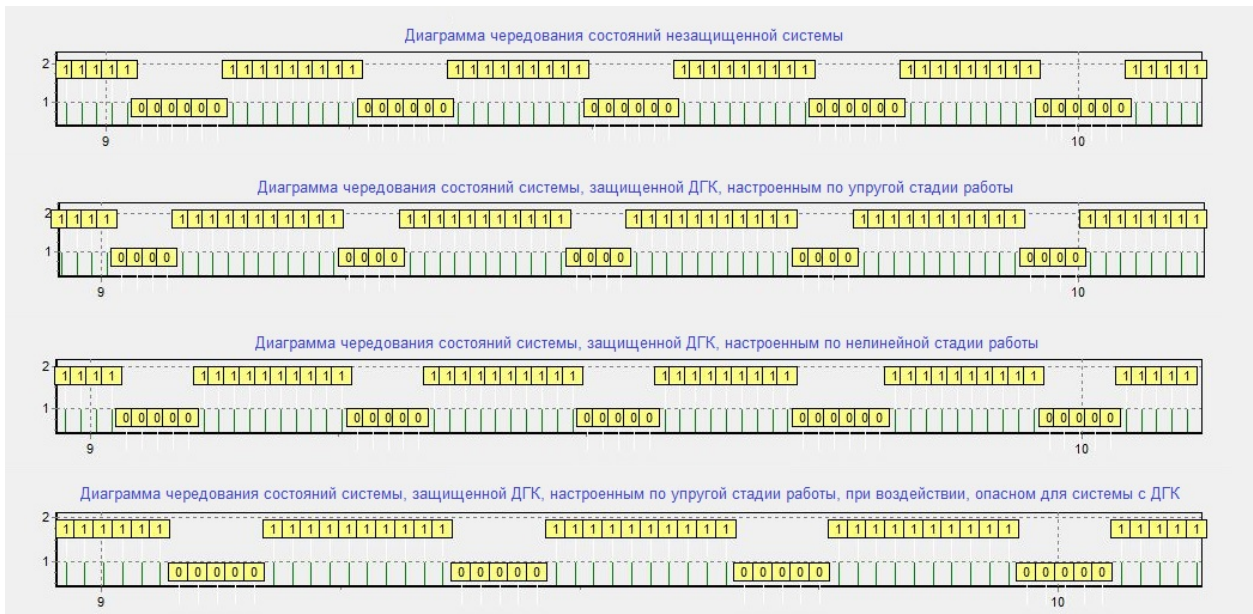 Диаграмма чередования состояний незащищенной системы
2 1 1 1 1 1 1 1 1 1 1 1 1 1 1 1 1 1 1 1 1 1 1 1 1 1 1 1 1 1 1 1 1 1 1 1 1 1 1 1 1 1 1 1 1 1 1
1 0 0 0 0 0 0 0 0 0 0 0 0 0 0 0 0 0 0 0 0 0 0 0 0 0 0 0 0 0 0
9 10
Диаграмма чередования состояний системы, защищенной ДГК, настроенным по упругой стадии работы
2 1 1 1 1 1 1 1 1 1 1 1 1 1 1 1 1 1 1 1 1 1 1 1 1 1 1 1 1 1 1 1 1 1 1 1 1 1 1 1 1 1 1 1 1 1 1 1 1 1 1 1 1 1 1 1 1
1 0 0 0 0 0 0 0 0 0 0 0 0 0 0 0 0 0 0 0 0
9 10
Диаграмма чередования состояний системы, защищенной ДГК, настроенным по нелинейной стадии работы
2 1 1 1 1 1 1 1 1 1 1 1 1 1 1 1 1 1 1 1 1 1 1 1 1 1 1 1 1 1 1 1 1 1 1 1 1 1 1 1 1 1 1 1 1 1 1 1 1
1 0 0 0 0 0 0 0 0 0 0 0 0 0 0 0 0 0 0 0 0 0 0 0 0 0 0
9 10
Диаграмма чередования состояний системы, защищенной ДГК, настроенным по упругой стадии работы, при воздействии, опасном для системы с ДГК
2 1 1 1 1 1 1 1 1 1 1 1 1 1 1 1 1 1 1 1 1 1 1 1 1 1 1 1 1 1 1 1 1 1 1 1 1 1 1 1 1 1
1 0 0 0 0 0 0 0 0 0 0 0 0 0 0 0 0 0 0 0 0
9 10